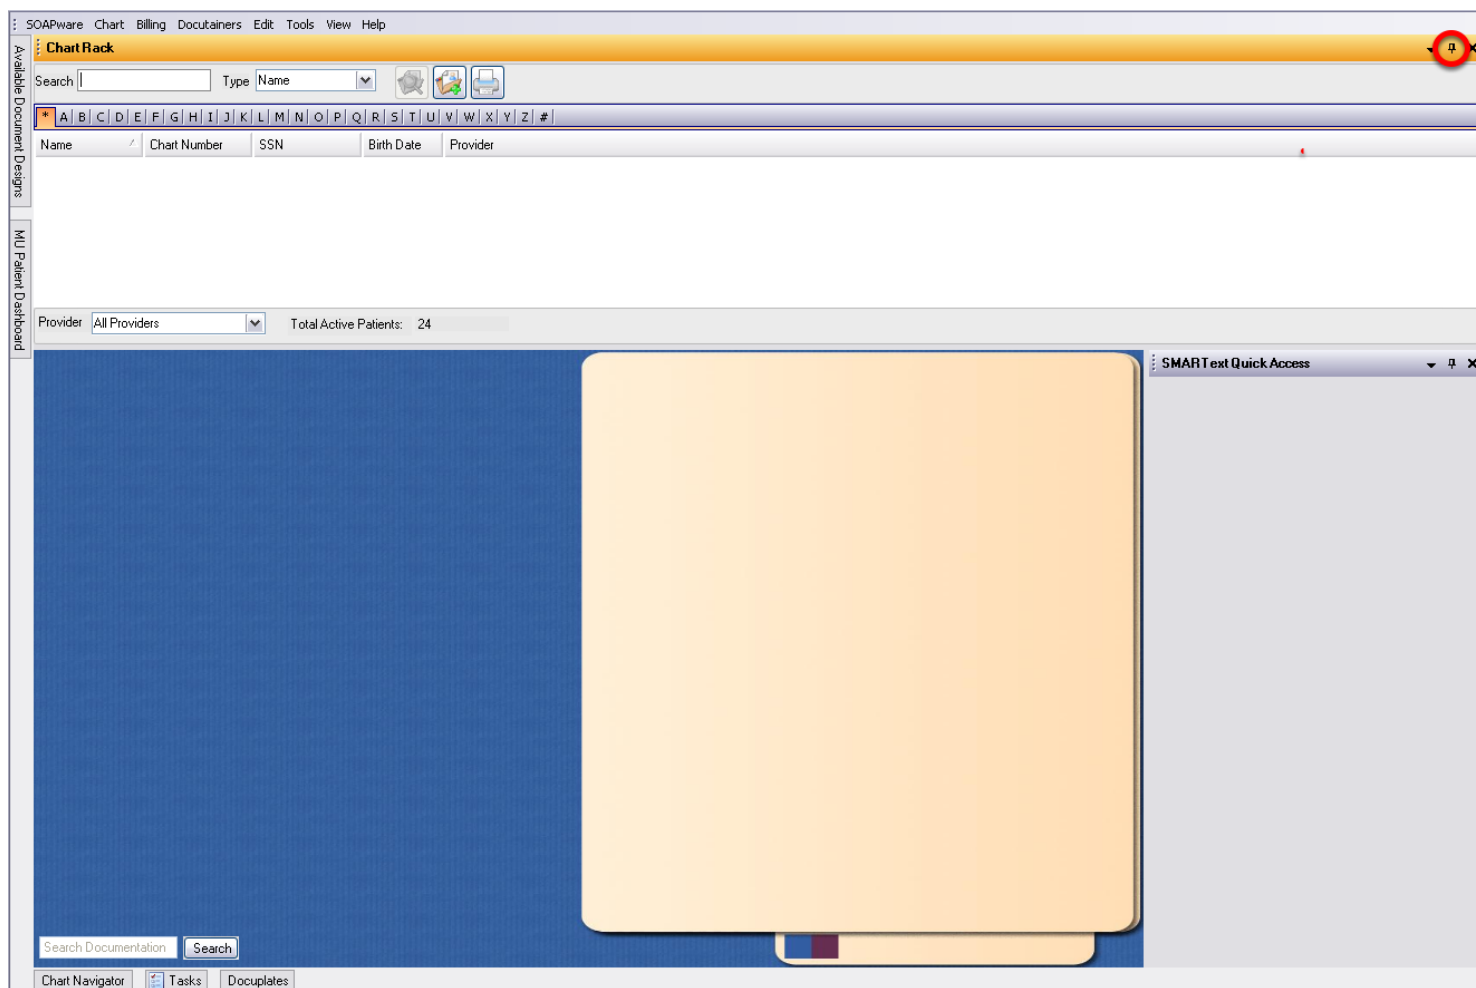 SOAPware Chart Billing Docutainers Edit Tools View Help
Available Document Designs
MU Patient Dashboard
Chart Rack
Search Type Name
* A B C D E F G H I J K L M N O P Q R S T U V W X Y Z #
Name Chart Number SSN Birth Date Provider
Provider All Providers Total Active Patients: 24
SMARText Quick Access
Search Documentation Search
Chart Navigator Tasks Docuplates